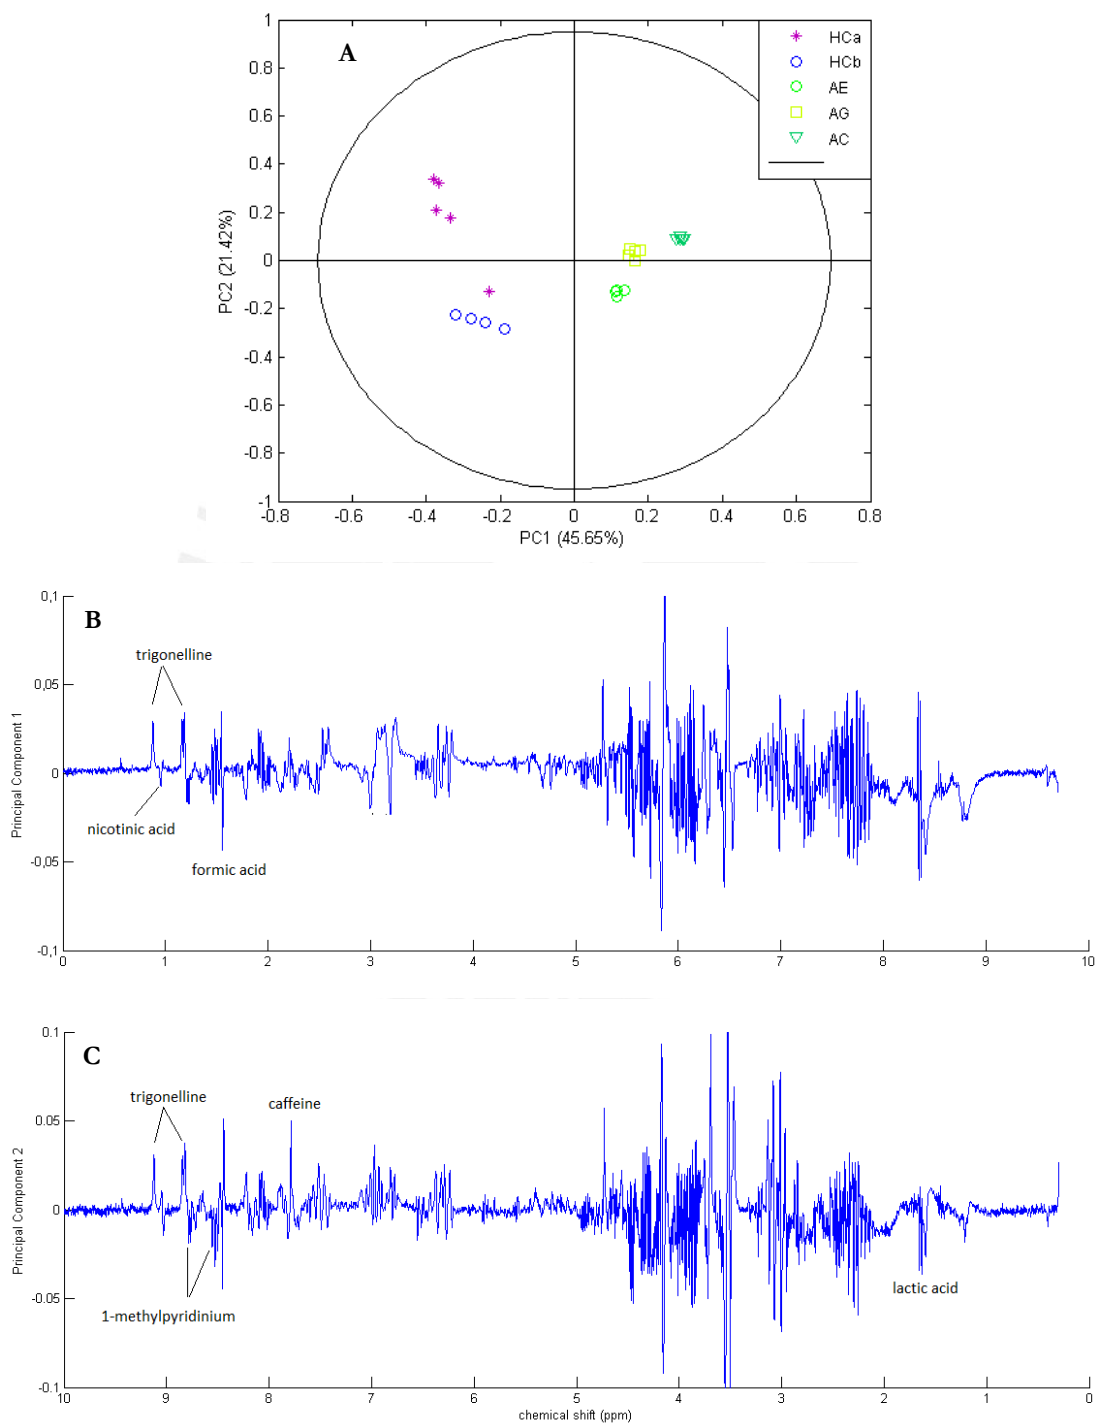 A
HCa
HCb
AE
AG
AC
1
0.8
0.6
0.4
0.2
0
-0.2
-0.4
-0.6
-0.8
-1
PC2 (21.42%)
-0.8 -0.6 -0.4 -0.2 0 0.2 0.4 0.6 0.8
PC1 (45.65%)
B
0,1
0,05
0
-0,05
-0,1
Principal Component 1
trigonelline
nicotinic acid
formic acid
0 1 2 3 4 5 6 7 8 9 10
C
0.1
0.05
0
-0.05
-0.1
Principal Component 2
trigonelline
caffeine
1-methylpyridinium
lactic acid
10 9 8 7 6 5 4 3 2 1 0
chemical shift (ppm)